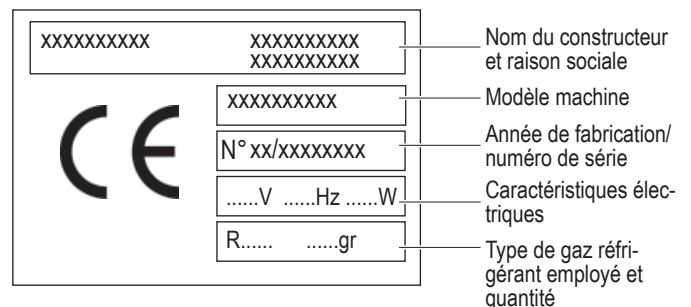 xxxxxxxxxx xxxxxxxxxx
xxxxxxxxxx
Nom du constructeur
et raison sociale
CE
xxxxxxxxxx
Modèle machine
N° xx/xxxxxxxx
Année de fabrication/
numéro de série
......V ......Hz ......W
Caractéristiques élec-
triques
R...... ......gr
Type de gaz réfri-
gérant employé et
quantité